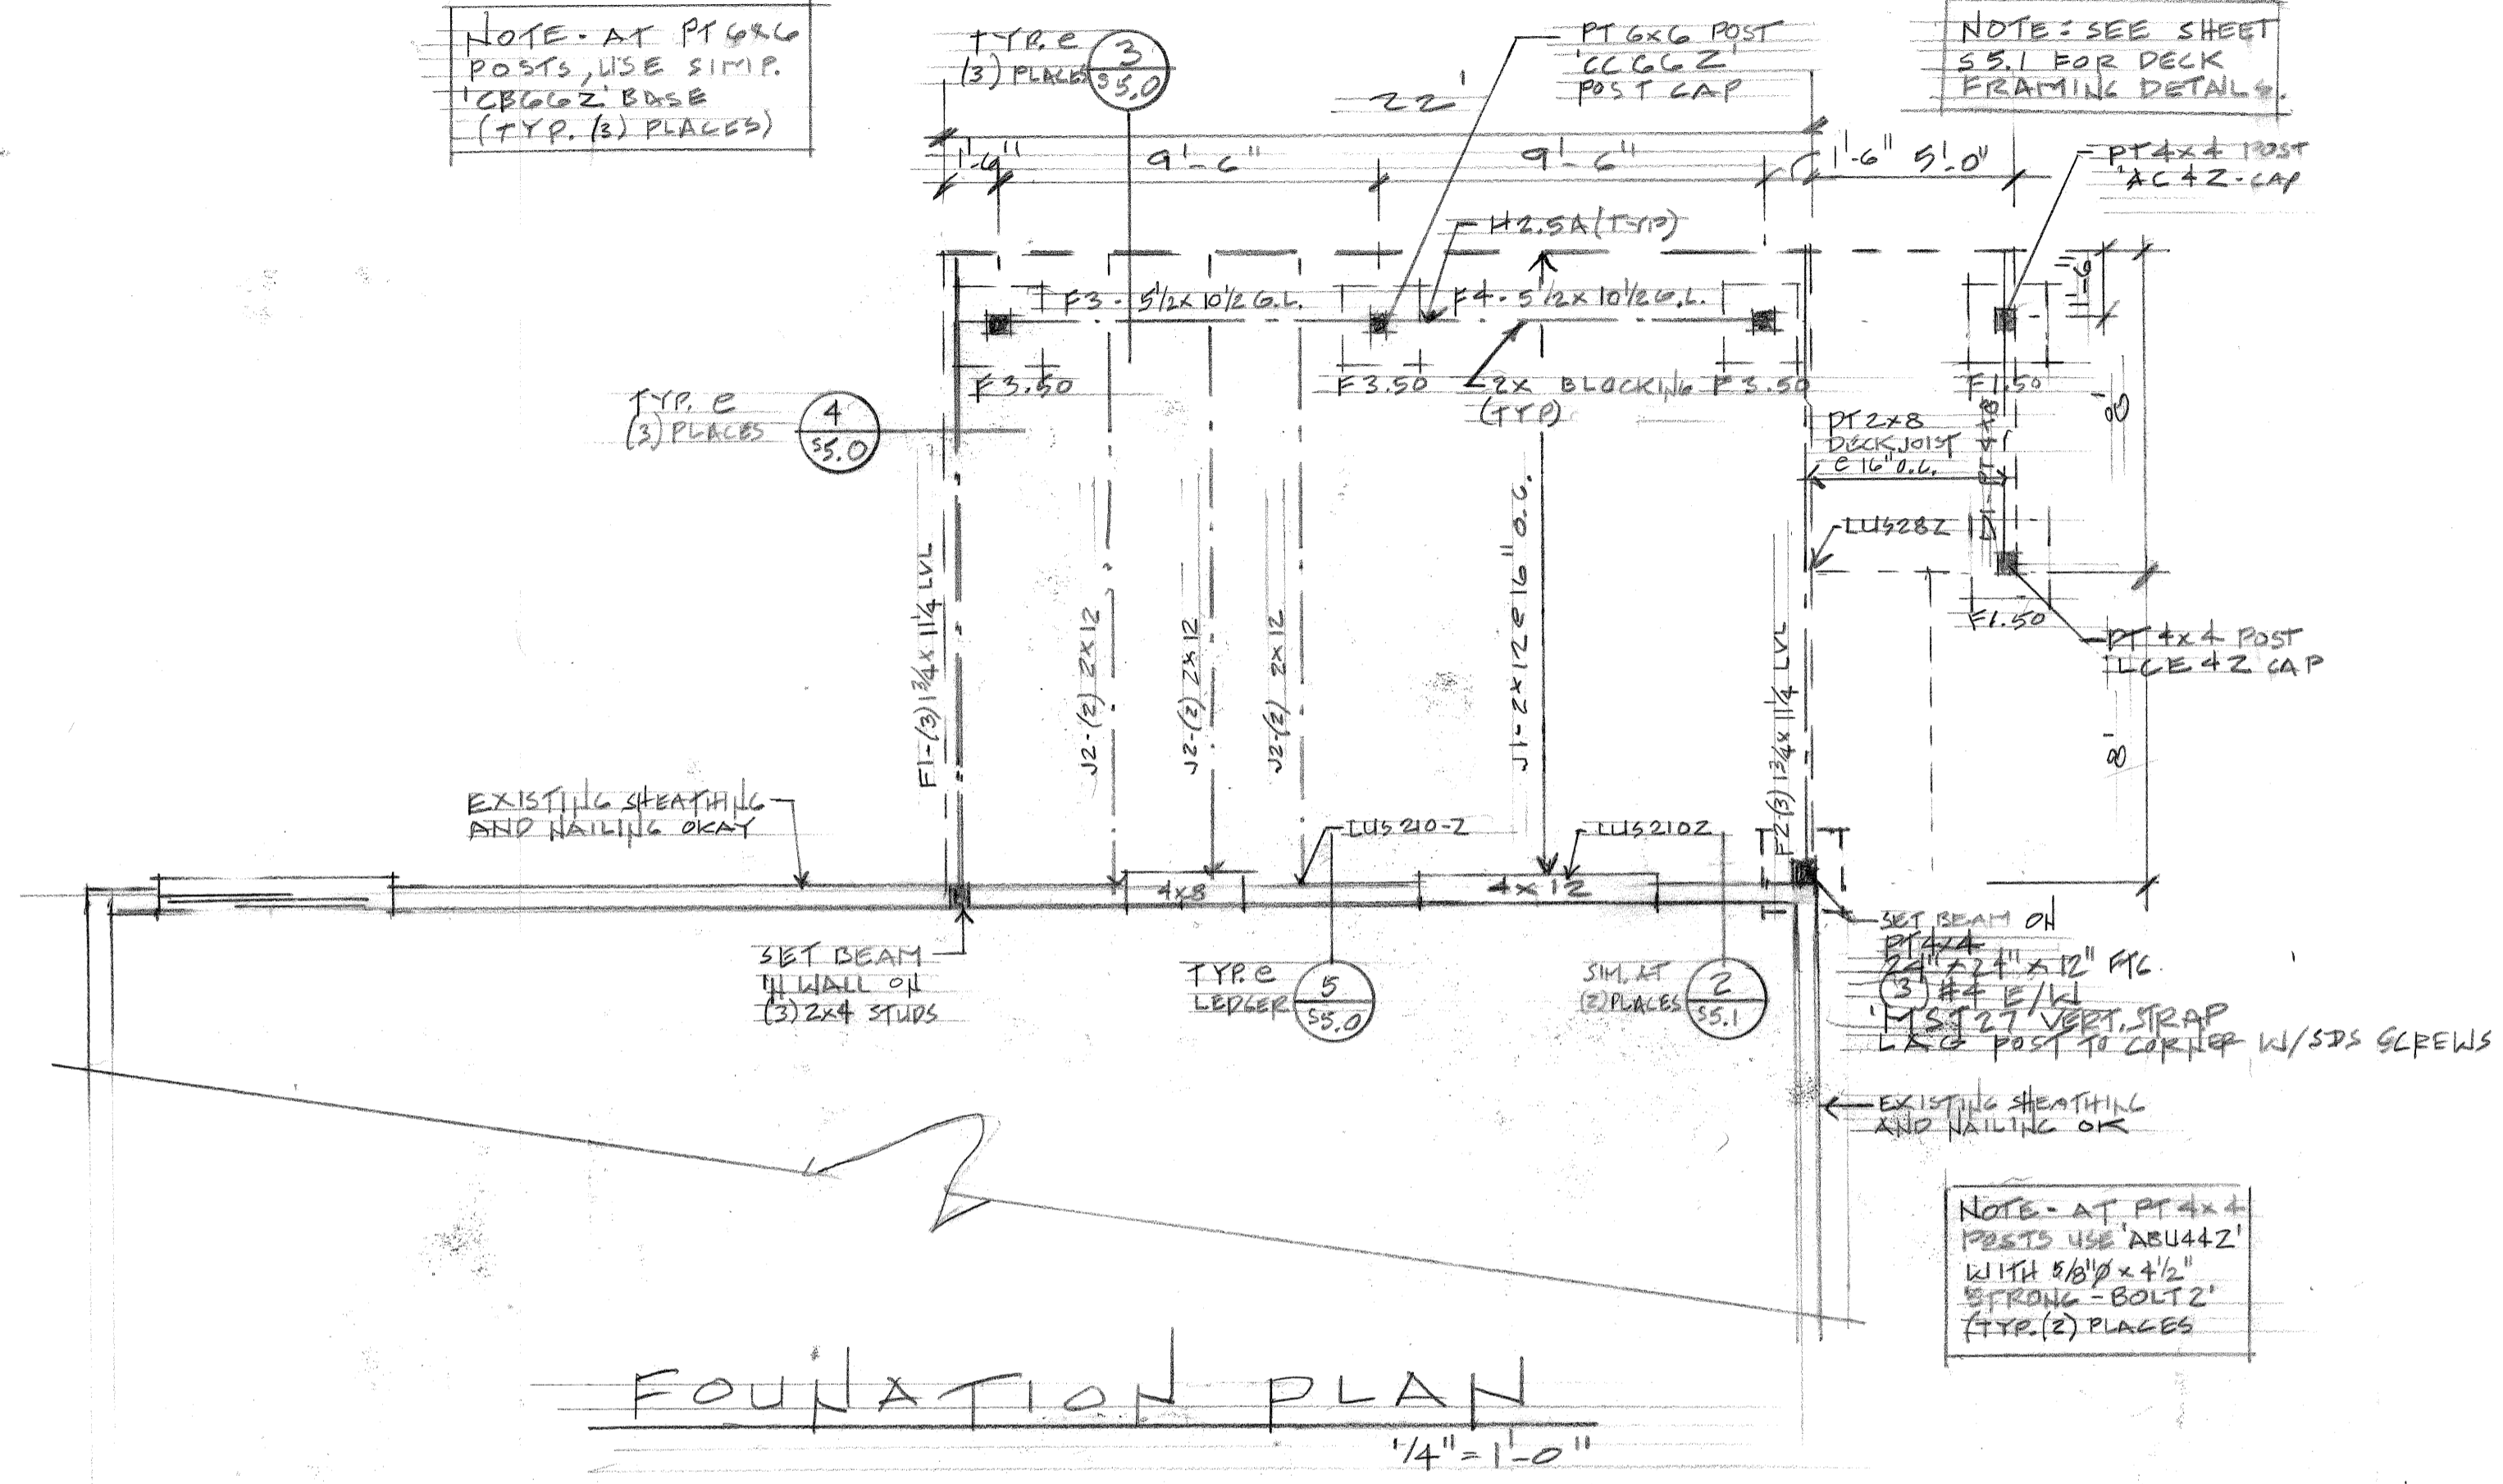 NOTE - AT PT 6x6
POSTS, USE SIMP.
'CB66Z' BASE
(TYP. (3) PLACES)
TYP. @
(3) PLACES
3
S5.0
PT 6x6 POST
'CC66Z'
POST CAP
NOTE: SEE SHEET
S5.1 FOR DECK
FRAMING DETAILS.
22'
1'-6"
9'-6"
9'-6"
1'-6"
5'-0"
PT 4x4 POST
'AC4Z - CAP
H2.5A (TYP)
1'-6"
F3 - 5 1/2 x 10 1/2 G.L.
F4 - 5 1/2 x 10 1/2 G.L.
F3.50
F3.50
2x BLOCKING
(TYP)
F3.50
F1.50
TYP. @
(3) PLACES
4
S5.0
PT 2x8
DECK JOIST
@ 16" O.C.
8'
LUS28Z
F1.50
PT 4x4 POST
'LCE4Z CAP
F1-(3) 1 3/4 x 11 1/4 LVL
J2-(2) 2x12
J2-(2) 2x12
J2-(2) 2x12
J1-2x12 @ 16" O.C.
F2-(3) 1 3/4 x 11 1/4 LVL
8'
EXISTING SHEATHING
AND NAILING OKAY
LUS210-2
LUS210Z
4x8
4x12
SET BEAM
IN WALL ON
(3) 2x4 STUDS
TYP. @
LEDGER
5
S5.0
SIM. AT
(2) PLACES
2
S5.1
SET BEAM ON
PT 4x4
24" x 24" x 12" FTG.
(3) #4 E/W
'MST27' VERT. STRAP
LAG POST TO CORNER W/SDS SCREWS
EXISTING SHEATHING
AND NAILING OK
NOTE - AT PT 4x4
POSTS USE 'ABU44Z'
WITH 5/8"Ø x 4 1/2"
'STRONG-BOLT 2'
(TYP. (2) PLACES
FOUNATION PLAN
1/4" = 1'-0"